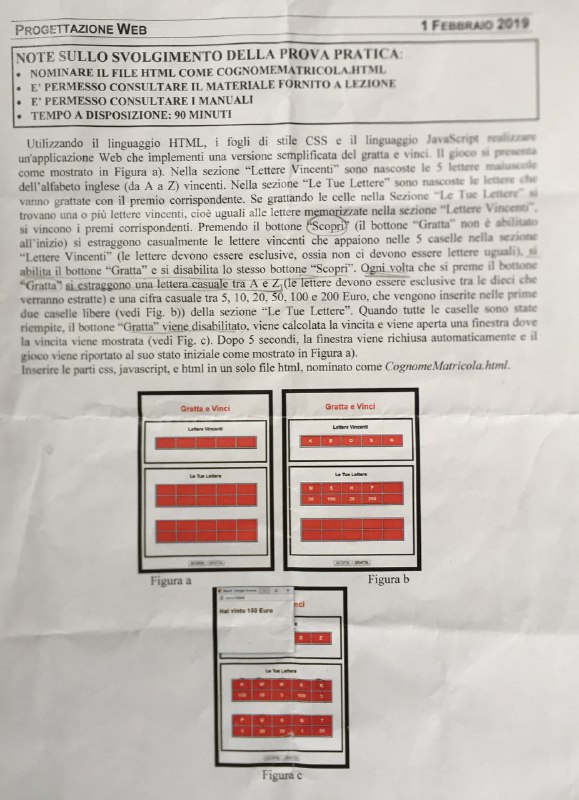 PROGETTAZIONE WEB
1 FEBBRAIO 2019
NOTE SULLO SVOLGIMENTO DELLA PROVA PRATICA:
• NOMINARE IL FILE HTML COME COGNOMEMATRICOLA.HTML
• E' PERMESSO CONSULTARE IL MATERIALE FORNITO A LEZIONE
• E' PERMESSO CONSULTARE I MANUALI
• TEMPO A DISPOSIZIONE: 90 MINUTI
Utilizzando il linguaggio HTML, i fogli di stile CSS e il linguaggio JavaScript realizzare
un'applicazione Web che implementi una versione semplificata del gratta e vinci. Il gioco si presenta
come mostrato in Figura a). Nella sezione "Lettere Vincenti" sono nascoste le 5 lettere maiuscole
dell'alfabeto inglese (da A a Z) vincenti. Nella sezione "Le Tue Lettere" sono nascoste le lettere che
vanno grattate con il premio corrispondente. Se grattando le celle nella Sezione "Le Tue Lettere" si
trovano una o più lettere vincenti, cioè uguali alle lettere memorizzate nella sezione "Lettere Vincenti",
si vincono i premi corrispondenti. Premendo il bottone "Scopri" (il bottone "Gratta" non è abilitato
all'inizio) si estraggono casualmente le lettere vincenti che appaiono nelle 5 caselle nella sezione
"Lettere Vincenti" (le lettere devono essere esclusive, ossia non ci devono essere lettere uguali), si
abilita il bottone "Gratta" e si disabilita lo stesso bottone "Scopri". Ogni volta che si preme il bottone
"Gratta" si estraggono una lettera casuale tra A e Z (le lettere devono essere esclusive tra le dieci che
verranno estratte) e una cifra casuale tra 5, 10, 20, 50, 100 e 200 Euro, che vengono inserite nelle prime
due caselle libere (vedi Fig. b)) della sezione "Le Tue Lettere". Quando tutte le caselle sono state
riempite, il bottone "Gratta" viene disabilitato, viene calcolata la vincita e viene aperta una finestra dove
la vincita viene mostrata (vedi Fig. c). Dopo 5 secondi, la finestra viene richiusa automaticamente e il
gioco viene riportato al suo stato iniziale come mostrato in Figura a).
Inserire le parti css, javascript, e html in un solo file html, nominato come CognomeMatricola.html.
Gratta e Vinci
Lettere Vincenti
Le Tue Lettere
SCOPRI GRATTA
Figura a
Gratta e Vinci
Lettere Vincenti
Le Tue Lettere
50 100 20 200
SCOPRI GRATTA
Figura b
Hai vinto 150 Euro
nci
G Z
Le Tue Lettere
Figura c